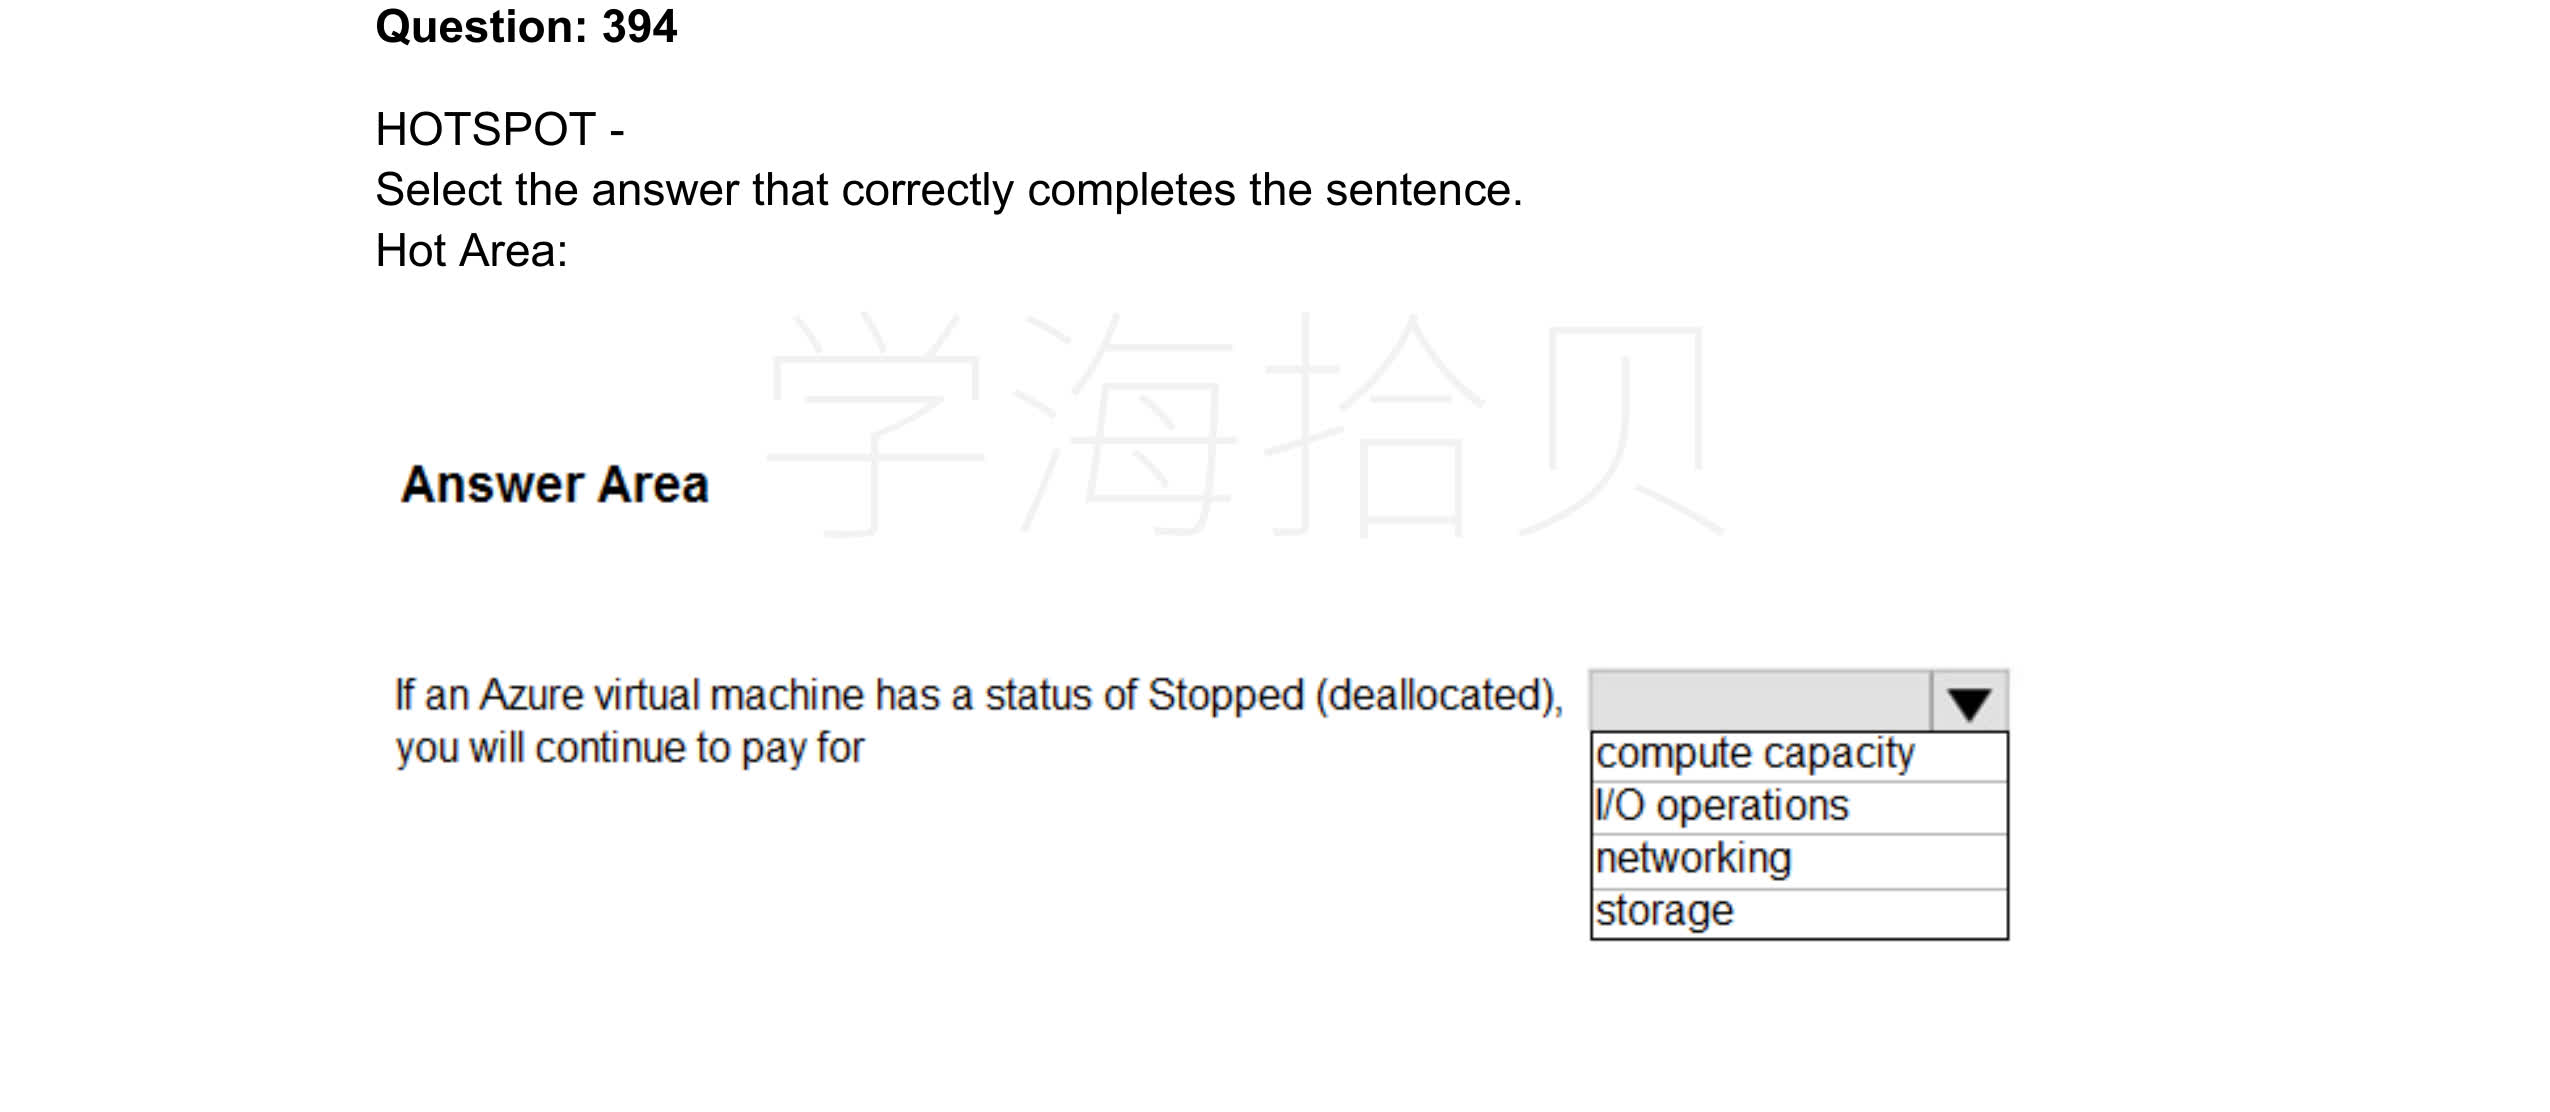 Question: 394
HOTSPOT -
Select the answer that correctly completes the sentence.
Hot Area:
学海拾贝
Answer Area
If an Azure virtual machine has a status of Stopped (deallocated),
you will continue to pay for
compute capacity
I/O operations
networking
storage